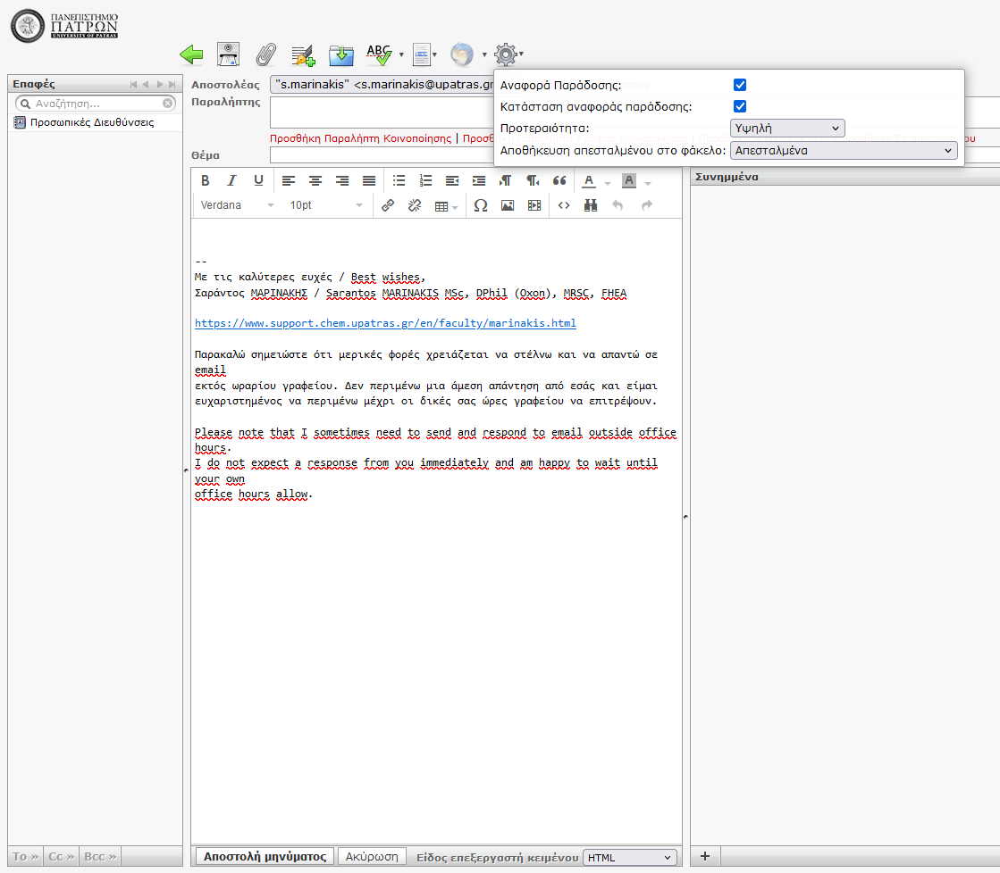 ΠΑΝΕΠΙΣΤΗΜΙΟ
ΠΑΤΡΩΝ
UNIVERSITY OF PATRAS
ABC
Επαφές
Αναζήτηση...
Προσωπικές Διευθύνσεις
Αποστολέας "s.marinakis" <s.marinakis@upatras.gr
Παραλήπτης
Προσθήκη Παραλήπτη Κοινοποίησης | Προσθ
Θέμα
Αναφορά Παράδοσης:
Κατάσταση αναφοράς παράδοσης:
Προτεραιότητα: Υψηλή
Αποθήκευση απεσταλμένου στο φάκελο: Απεσταλμένα
Συνημμένα
B I U A A
Verdana 10pt Ω <>
--
Με τις καλύτερες ευχές / Best wishes,
Σαράντος ΜΑΡΙΝΑΚΗΣ / Sarantos MARINAKIS MSc, DPhil (Oxon), MRSC, FHEA
https://www.support.chem.upatras.gr/en/faculty/marinakis.html
Παρακαλώ σημειώστε ότι μερικές φορές χρειάζεται να στέλνω και να απαντώ σε
email
εκτός ωραρίου γραφείου. Δεν περιμένω μια άμεση απάντηση από εσάς και είμαι
ευχαριστημένος να περιμένω μέχρι οι δικές σας ώρες γραφείου να επιτρέψουν.
Please note that I sometimes need to send and respond to email outside office
hours.
I do not expect a response from you immediately and am happy to wait until
your own
office hours allow.
To » Cc » Bcc »
Αποστολή μηνύματος Ακύρωση Είδος επεξεργαστή κειμένου HTML +